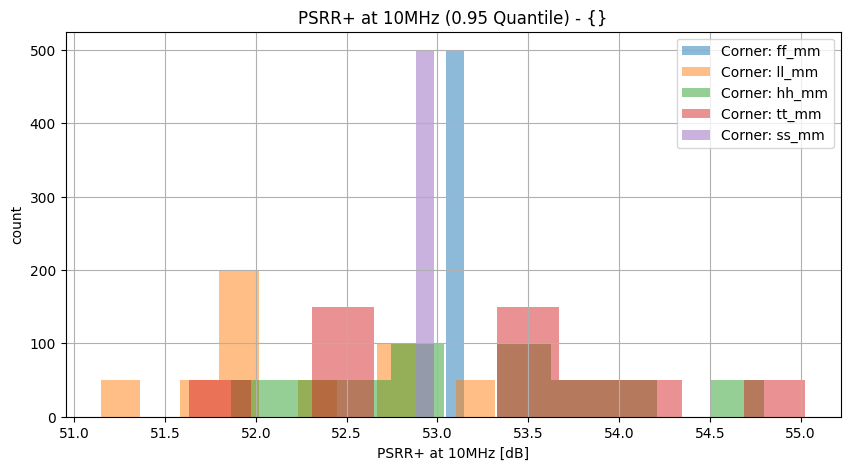 PSRR+ at 10MHz (0.95 Quantile) - {}
Corner: ff_mm
Corner: ll_mm
Corner: hh_mm
Corner: tt_mm
Corner: ss_mm
500
400
300
200
100
0
count
51.0 51.5 52.0 52.5 53.0 53.5 54.0 54.5 55.0
PSRR+ at 10MHz [dB]